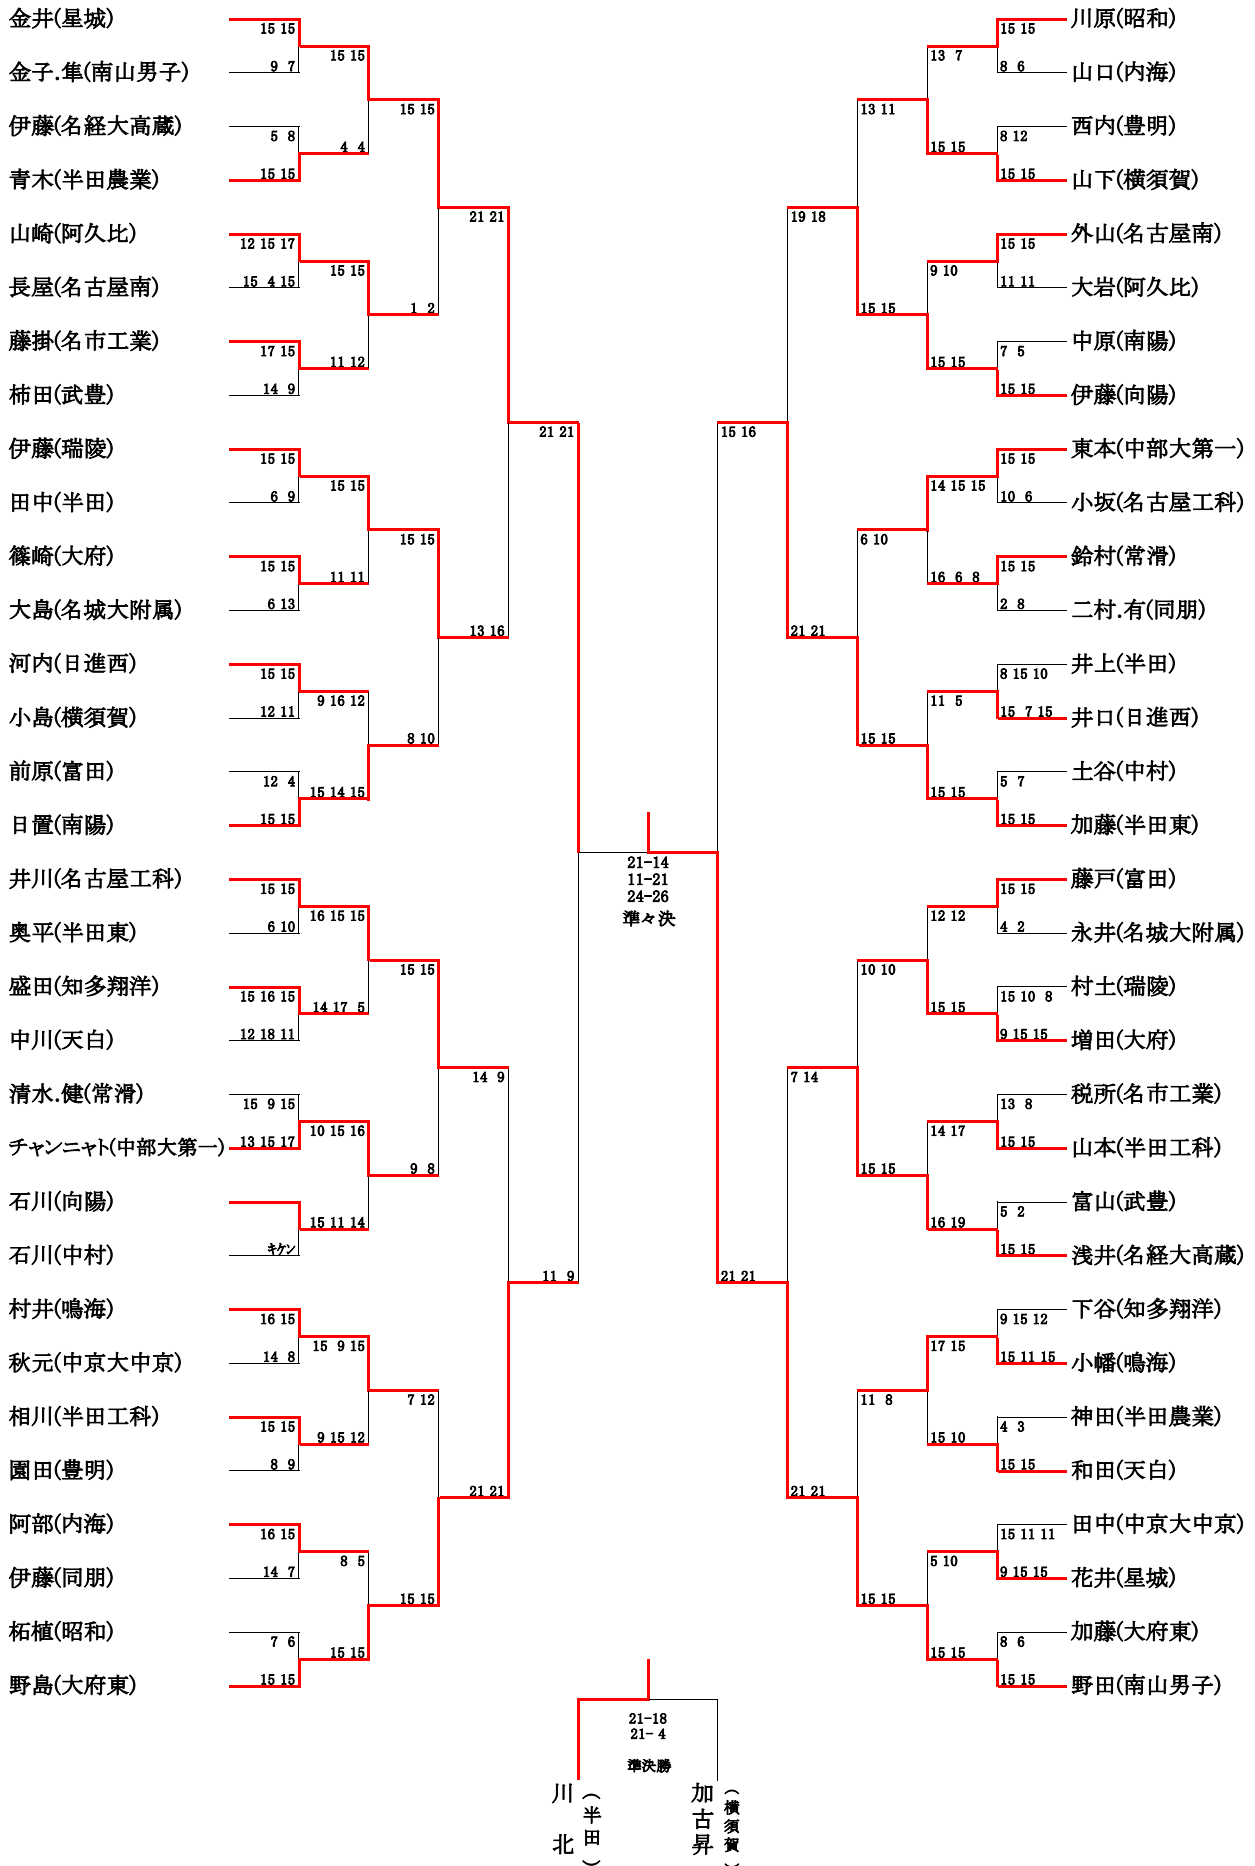 金井(星城)
15 15
15 15
金子.隼(南山男子)
9 7
15 15
伊藤(名経大高蔵)
5 8
4 4
青木(半田農業)
15 15
21 21
山崎(阿久比)
12 15 17
15 15
長屋(名古屋南)
15 4 15
1 2
藤掛(名市工業)
17 15
11 12
柿田(武豊)
14 9
21 21
伊藤(瑞陵)
15 15
15 15
田中(半田)
6 9
15 15
篠崎(大府)
15 15
11 11
大島(名城大附属)
6 13
13 16
河内(日進西)
15 15
9 16 12
小島(横須賀)
12 11
8 10
前原(富田)
12 4
15 14 15
日置(南陽)
15 15
井川(名古屋工科)
15 15
16 15 15
奥平(半田東)
6 10
15 15
盛田(知多翔洋)
15 16 15
14 17 5
中川(天白)
12 18 11
14 9
清水.健(常滑)
15 9 15
10 15 16
チャンニャト(中部大第一)
13 15 17
9 8
石川(向陽)
15 11 14
石川(中村)
キケン
11 9
村井(鳴海)
16 15
15 9 15
秋元(中京大中京)
14 8
7 12
相川(半田工科)
15 15
9 15 12
園田(豊明)
8 9
21 21
阿部(内海)
16 15
8 5
伊藤(同朋)
14 7
15 15
柘植(昭和)
7 6
15 15
野島(大府東)
15 15
川原(昭和)
15 15
13 7
山口(内海)
8 6
13 11
西内(豊明)
8 12
15 15
山下(横須賀)
15 15
19 18
外山(名古屋南)
15 15
9 10
大岩(阿久比)
11 11
15 15
中原(南陽)
7 5
15 15
伊藤(向陽)
15 15
15 16
東本(中部大第一)
15 15
14 15 15
小坂(名古屋工科)
10 6
6 10
鈴村(常滑)
15 15
16 6 8
二村.有(同朋)
2 8
21 21
井上(半田)
8 15 10
11 5
井口(日進西)
15 7 15
15 15
土谷(中村)
5 7
15 15
加藤(半田東)
15 15
藤戸(富田)
15 15
12 12
永井(名城大附属)
4 2
10 10
村土(瑞陵)
15 10 8
15 15
増田(大府)
9 15 15
7 14
税所(名市工業)
13 8
14 17
山本(半田工科)
15 15
15 15
富山(武豊)
5 2
16 19
浅井(名経大高蔵)
15 15
21 21
下谷(知多翔洋)
9 15 12
17 15
小幡(鳴海)
15 11 15
11 8
神田(半田農業)
4 3
15 10
和田(天白)
15 15
21 21
田中(中京大中京)
15 11 11
5 10
花井(星城)
9 15 15
15 15
加藤(大府東)
8 6
15 15
野田(南山男子)
15 15
21-14
11-21
24-26
準々決
21-18
21- 4
準決勝
川北
(半田)
加古昇
(横須賀)